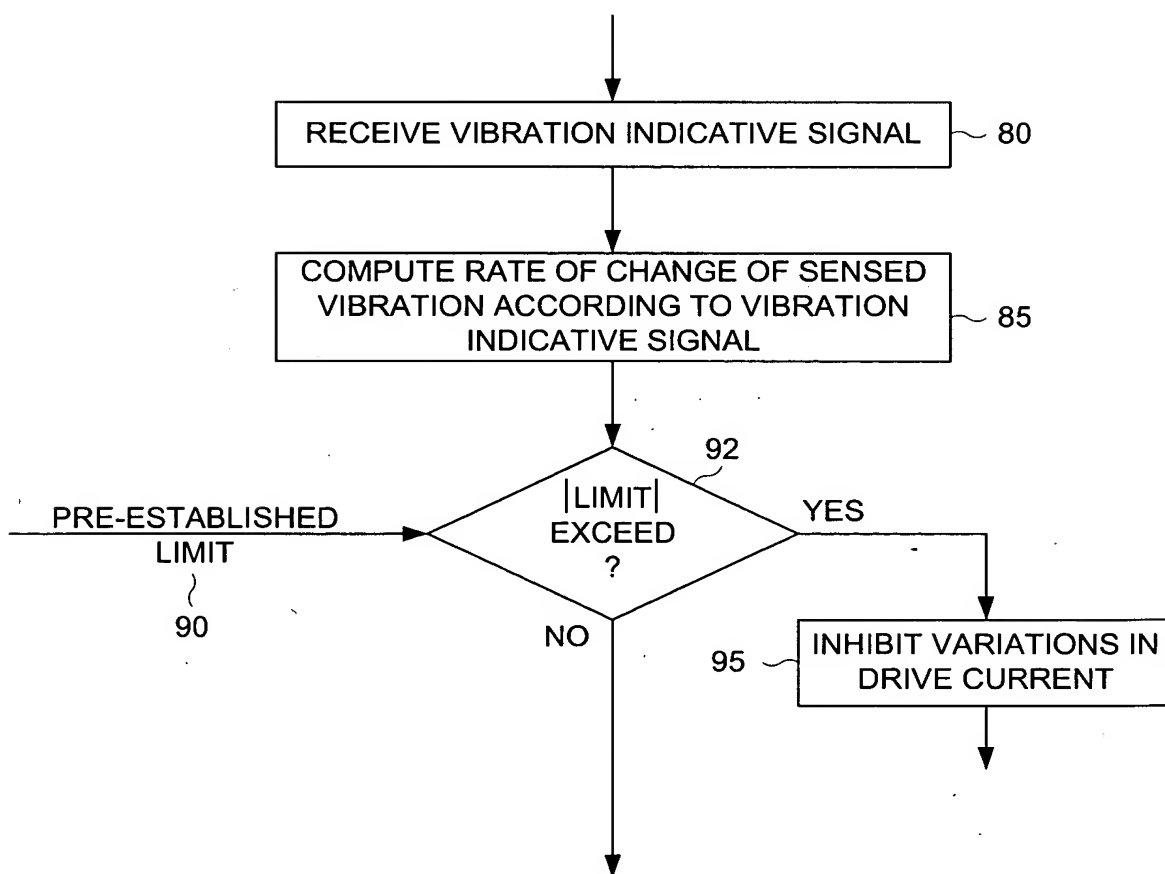 RECEIVE VIBRATION INDICATIVE SIGNAL
80
COMPUTE RATE OF CHANGE OF SENSED
VIBRATION ACCORDING TO VIBRATION
INDICATIVE SIGNAL
85
92
|LIMIT|
EXCEED
?
YES
PRE-ESTABLISHED
LIMIT
90
NO
95
INHIBIT VARIATIONS IN
DRIVE CURRENT